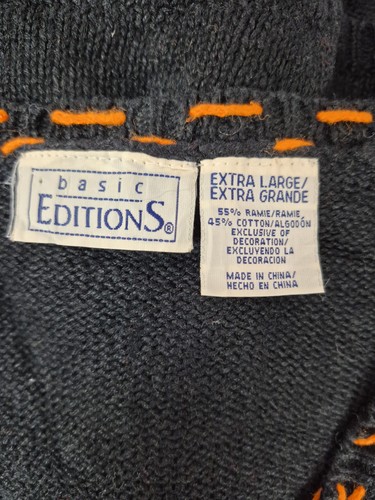 basic
EDITIONS®
EXTRA LARGE/
EXTRA GRANDE
55% RAMIE/RAMIE,
45% COTTON/ALGODÓN
EXCLUSIVE OF
DECORATION/
EXCLUYENDO LA
DECORACION
MADE IN CHINA/
HECHO EN CHINA